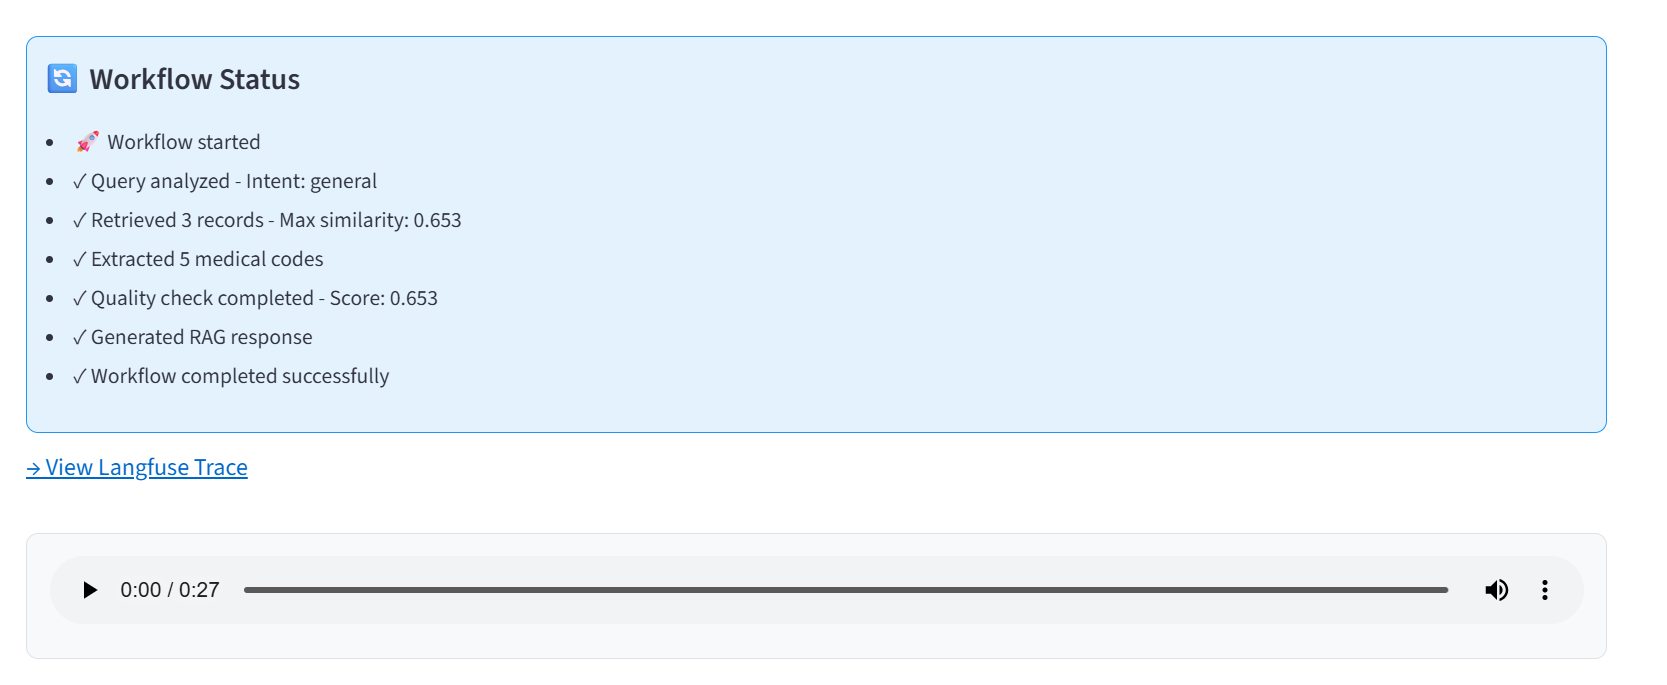 🔄 Workflow Status
• 🚀 Workflow started
• ✓ Query analyzed - Intent: general
• ✓ Retrieved 3 records - Max similarity: 0.653
• ✓ Extracted 5 medical codes
• ✓ Quality check completed - Score: 0.653
• ✓ Generated RAG response
• ✓ Workflow completed successfully
→ View Langfuse Trace
0:00 / 0:27